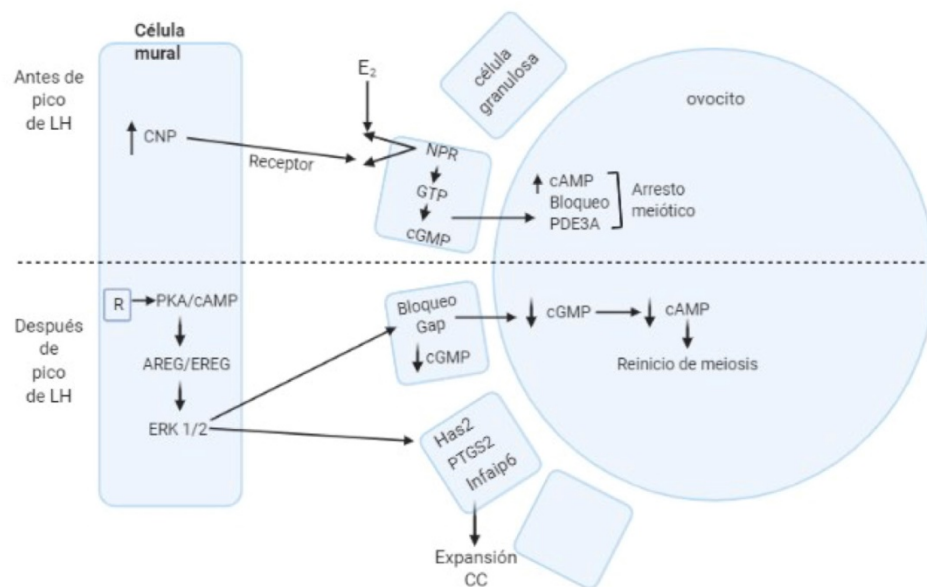 Célula
mural
Antes de
pico
de LH
CNP
Receptor
E₂
célula
granulosa
NPR
GTP
cGMP
ovocito
cAMP
Bloqueo
PDE3A
Arresto
meiótico
Después
de
pico
de LH
R
PKA/cAMP
AREG/EREG
ERK 1/2
Bloqueo
Gap
cGMP
cGMP
cAMP
Reinicio de meiosis
Has2
PTGS2
Infaip6
Expansión
CC